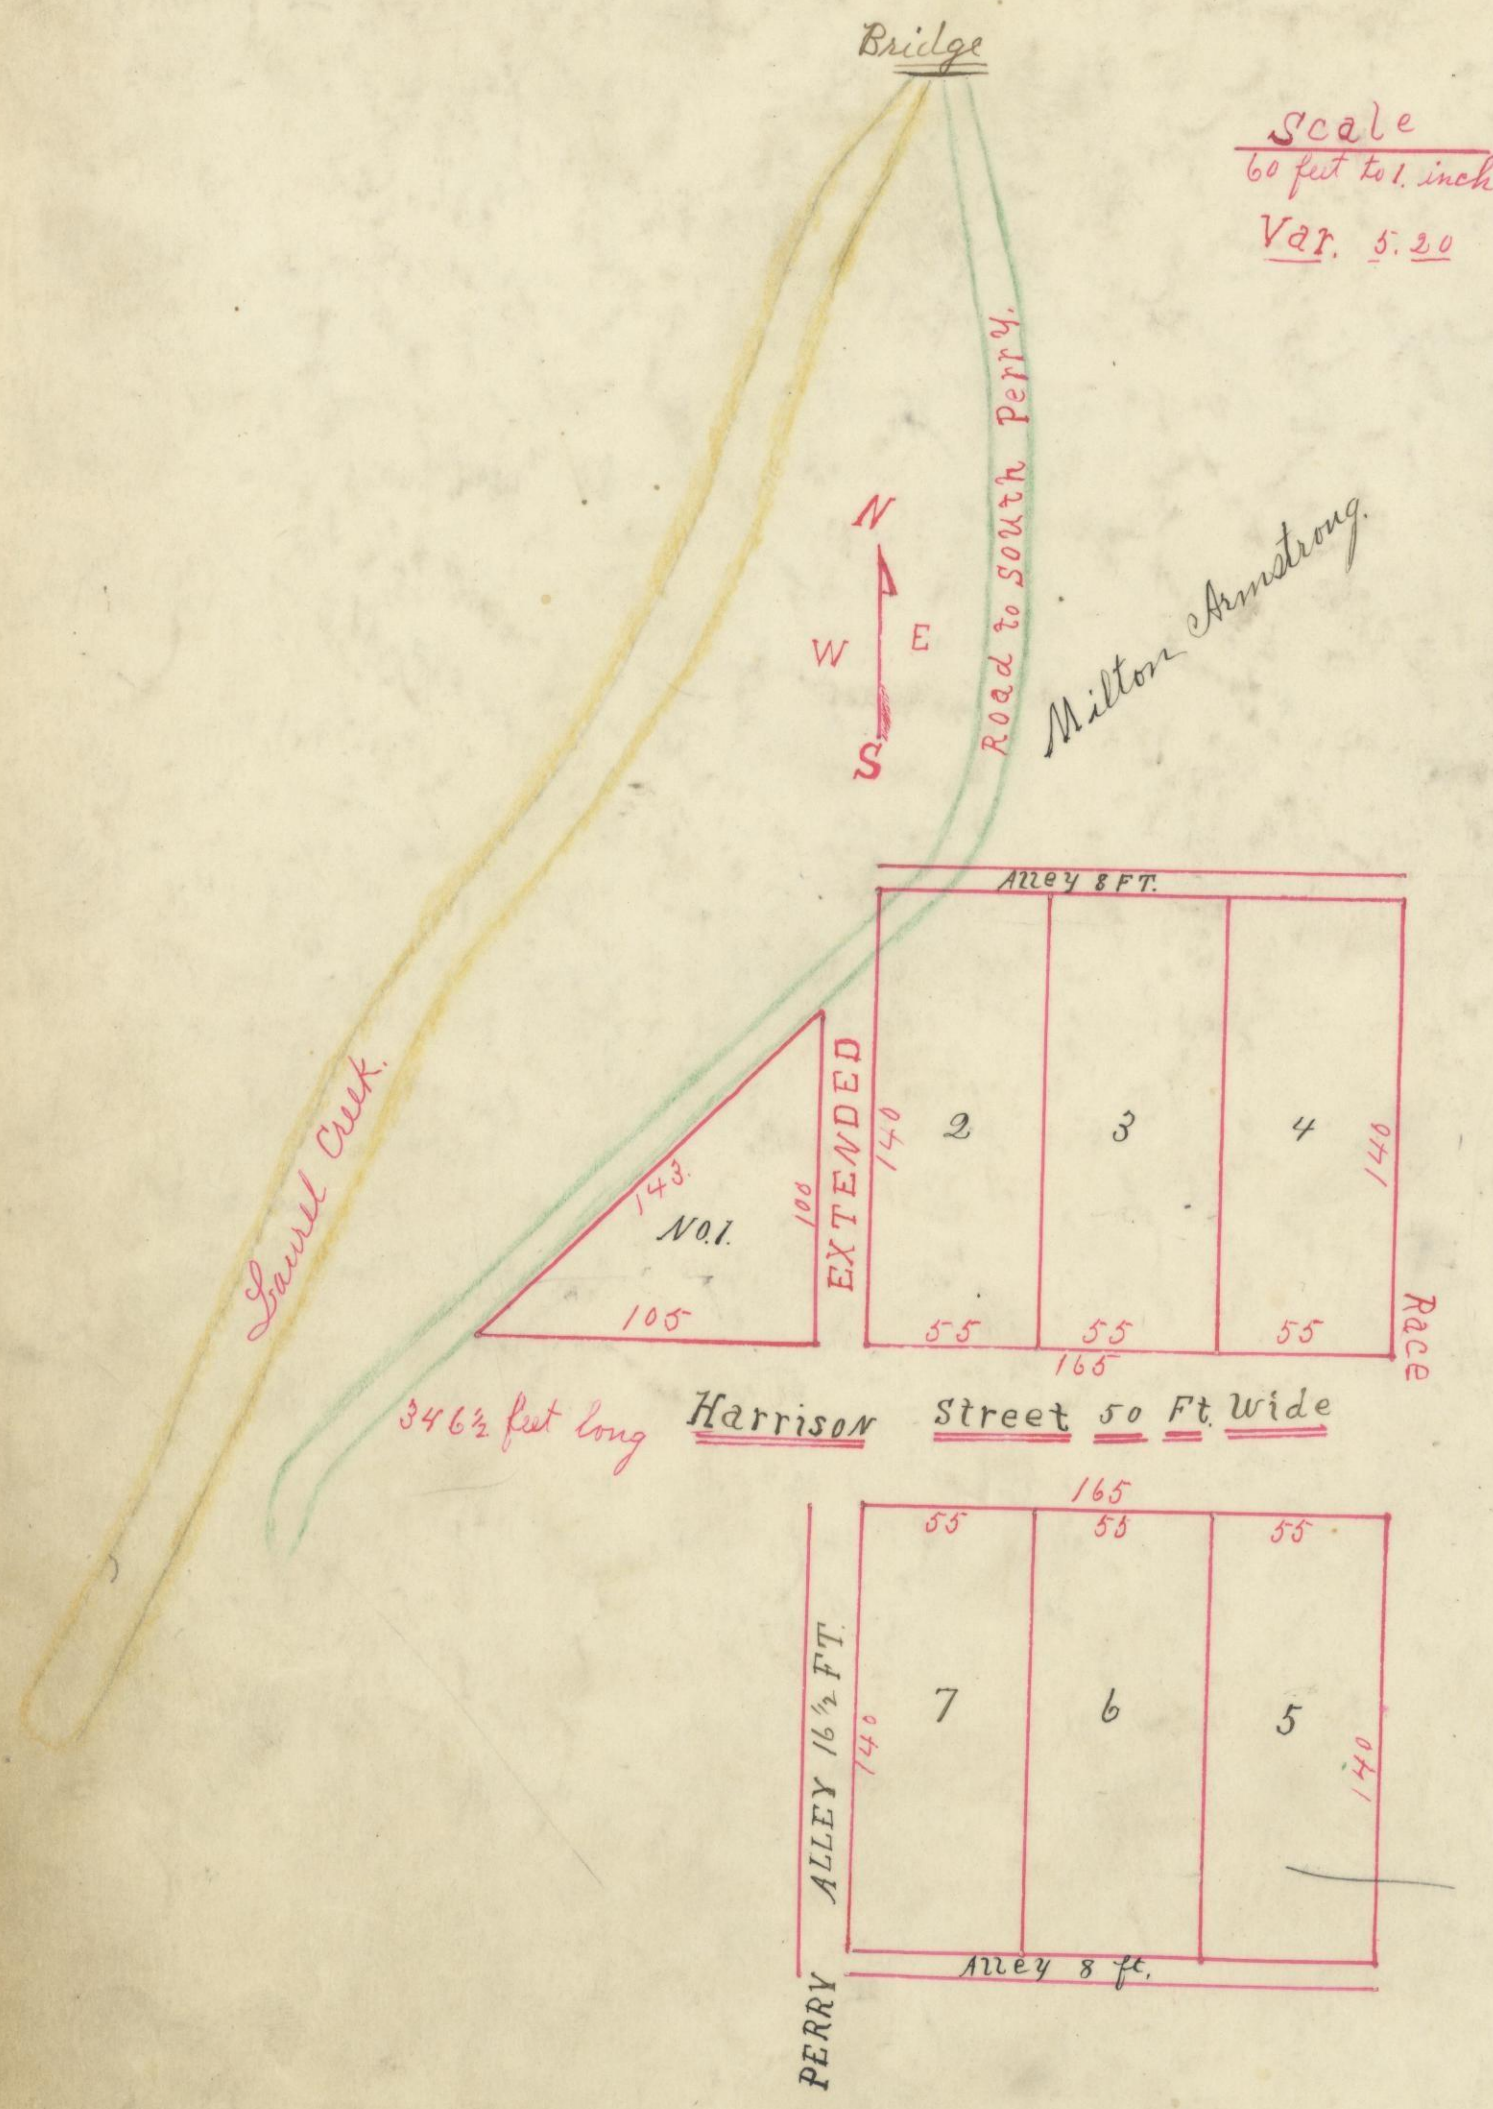 Bridge
Scale
60 feet to 1. inch
Var. 5.20
Road to South Perry.
N
W E
S
Milton Armstrong.
Alley 8 FT.
Laurel Creek.
143.
NO.1.
100
105
EXTENDED
140
2
3
4
140
55
55
55
165
Race
346½ feet long
Harrison Street 50 Ft. Wide
165
55
55
55
PERRY ALLEY 16½ FT.
140
7
6
5
140
Alley 8 ft.